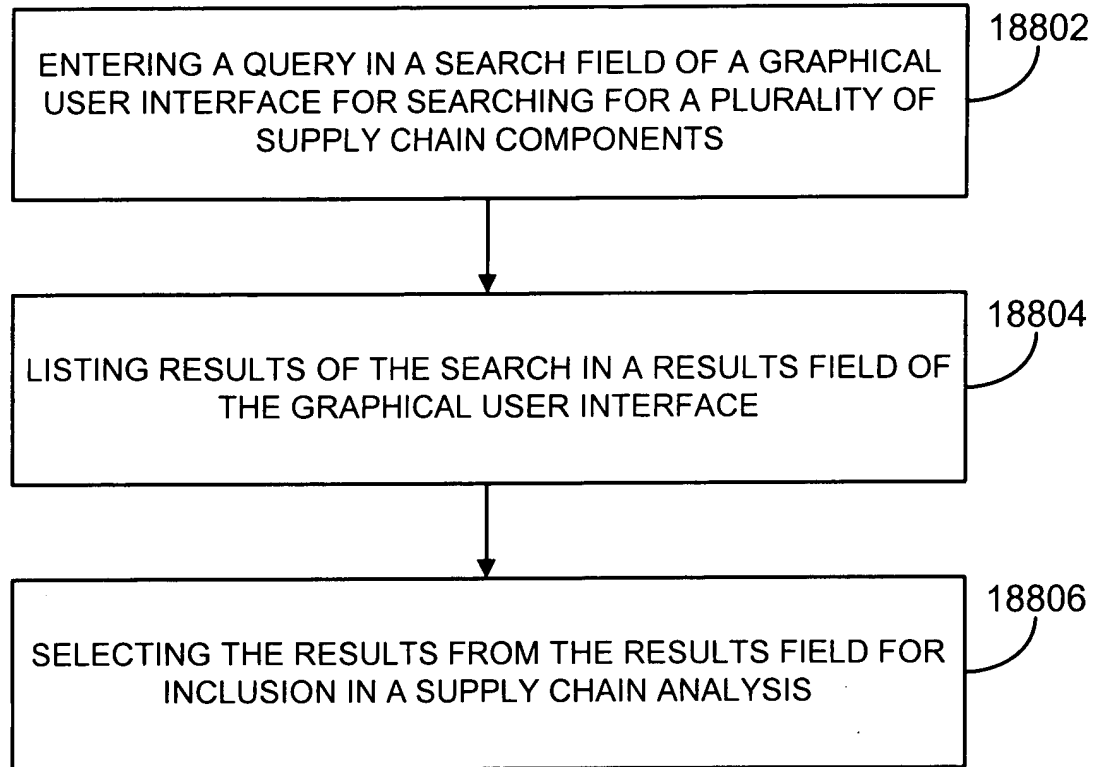 18802
ENTERING A QUERY IN A SEARCH FIELD OF A GRAPHICAL
USER INTERFACE FOR SEARCHING FOR A PLURALITY OF
SUPPLY CHAIN COMPONENTS
18804
LISTING RESULTS OF THE SEARCH IN A RESULTS FIELD OF
THE GRAPHICAL USER INTERFACE
18806
SELECTING THE RESULTS FROM THE RESULTS FIELD FOR
INCLUSION IN A SUPPLY CHAIN ANALYSIS